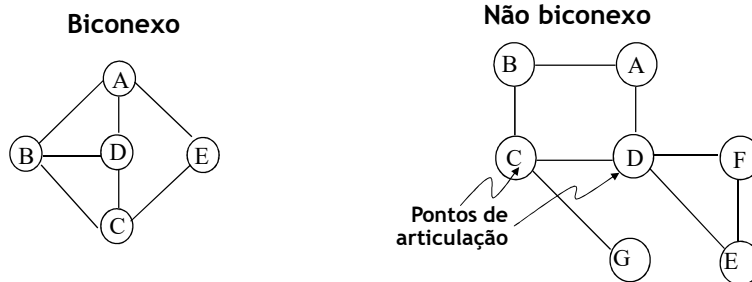 Biconexo
A
B
D
E
C
Não biconexo
B
A
C
D
F
Pontos de
articulação
G
E